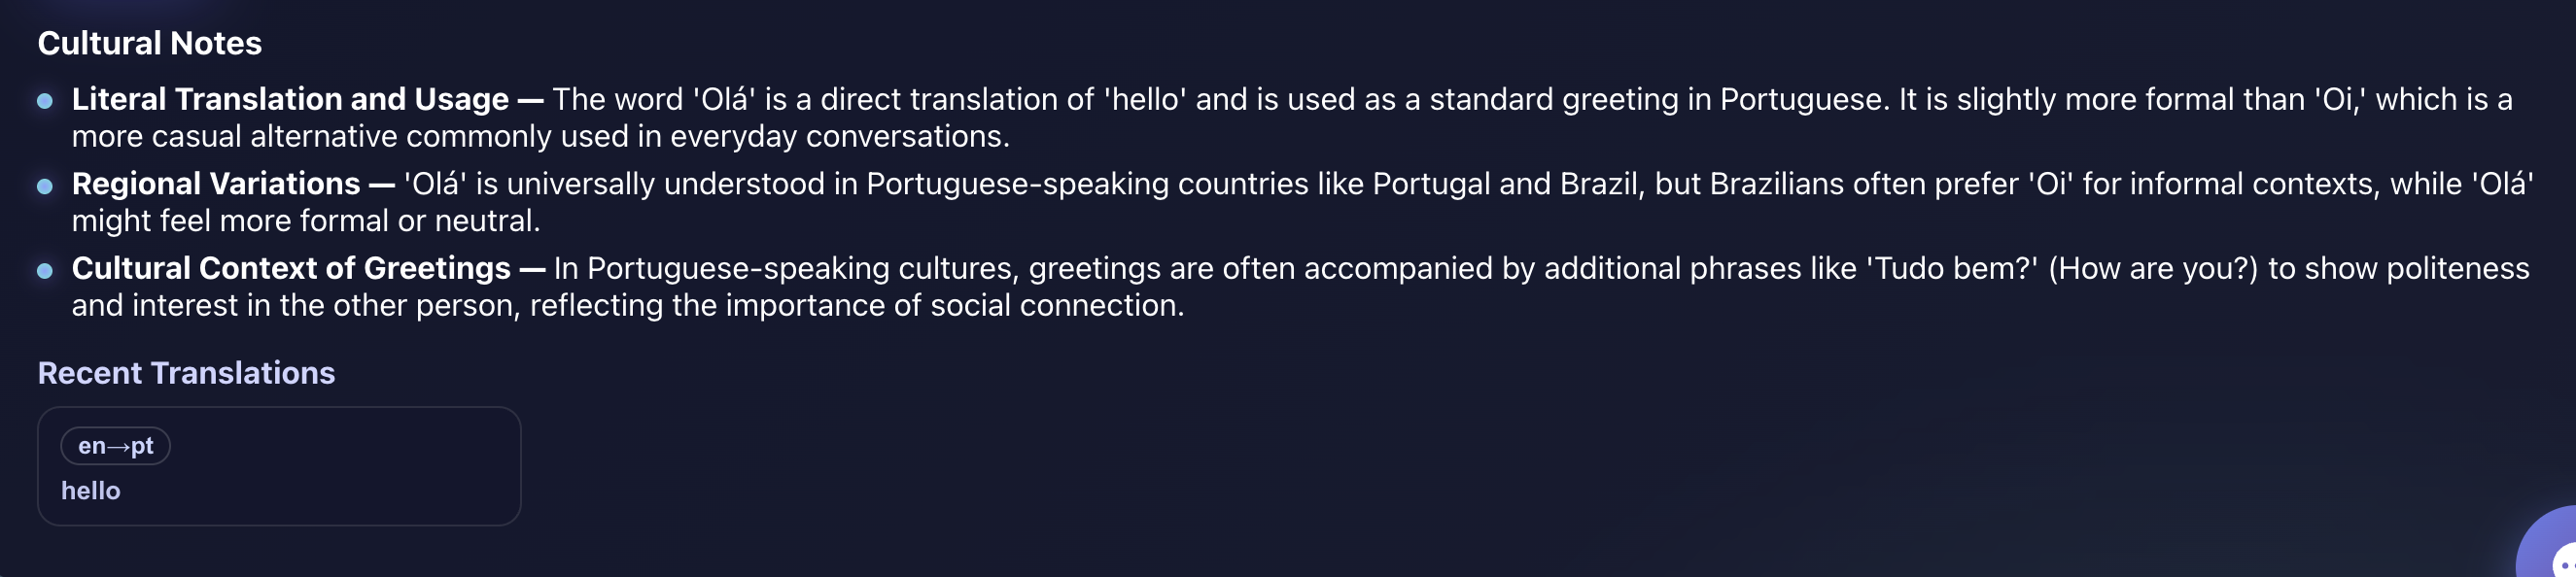 Cultural Notes
Literal Translation and Usage — The word 'Olá' is a direct translation of 'hello' and is used as a standard greeting in Portuguese. It is slightly more formal than 'Oi,' which is a
more casual alternative commonly used in everyday conversations.
Regional Variations — 'Olá' is universally understood in Portuguese-speaking countries like Portugal and Brazil, but Brazilians often prefer 'Oi' for informal contexts, while 'Olá'
might feel more formal or neutral.
Cultural Context of Greetings — In Portuguese-speaking cultures, greetings are often accompanied by additional phrases like 'Tudo bem?' (How are you?) to show politeness
and interest in the other person, reflecting the importance of social connection.
Recent Translations
en→pt
hello